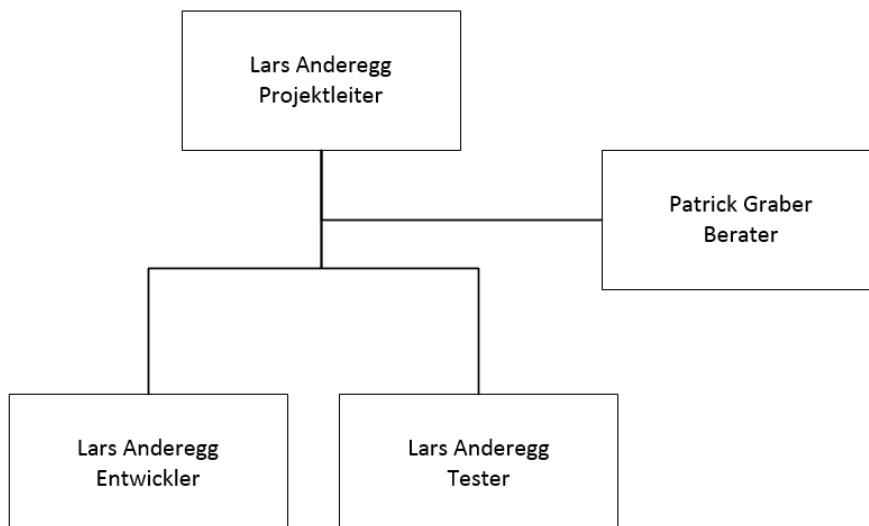 Lars Anderegg
Projektleiter
Patrick Graber
Berater
Lars Anderegg
Entwickler
Lars Anderegg
Tester